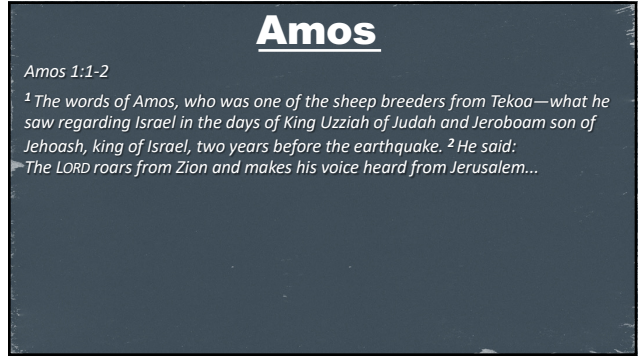 Amos
Amos 1:1-2
1 The words of Amos, who was one of the sheep breeders from Tekoa—what he
saw regarding Israel in the days of King Uzziah of Judah and Jeroboam son of
Jehoash, king of Israel, two years before the earthquake. 2 He said:
The LORD roars from Zion and makes his voice heard from Jerusalem...